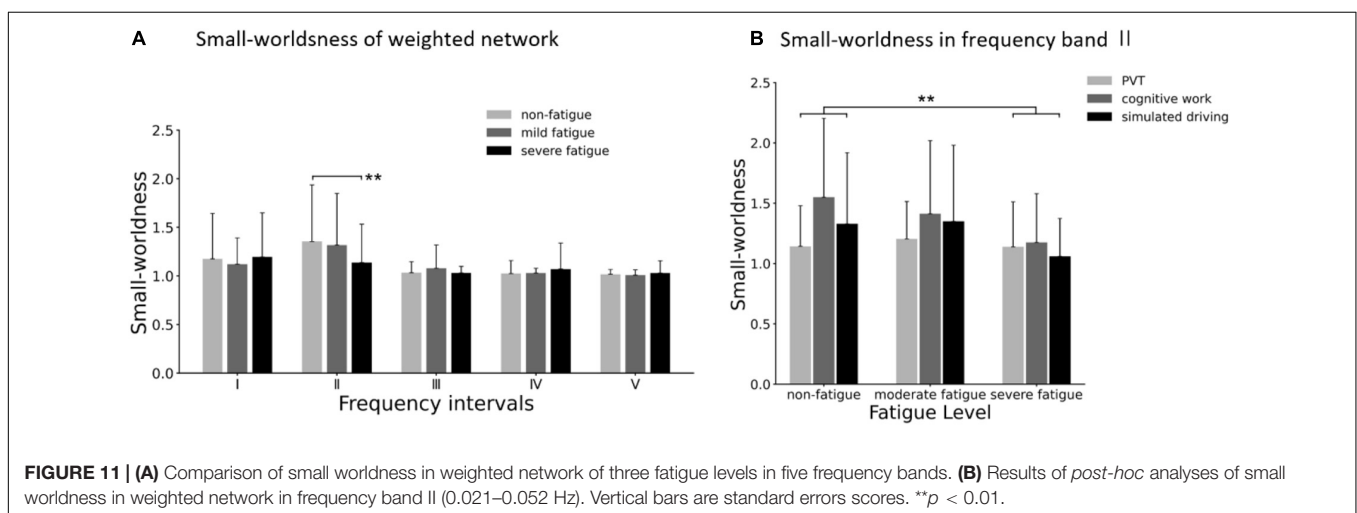 A Small-worldsness of weighted network
non-fatigue
mild fatigue
severe fatigue
Small-worldness
2.5
2.0
1.5
1.0
0.5
0.0
**
I
II
III
IV
V
Frequency intervals
B Small-worldness in frequency band II
PVT
cognitive work
simulated driving
Small-worldness
2.5
2.0
1.5
1.0
0.5
0.0
**
non-fatigue
moderate fatigue
severe fatigue
Fatigue Level
FIGURE 11 | (A) Comparison of small worldness in weighted network of three fatigue levels in five frequency bands. (B) Results of post-hoc analyses of small
worldness in weighted network in frequency band II (0.021–0.052 Hz). Vertical bars are standard errors scores. **p < 0.01.